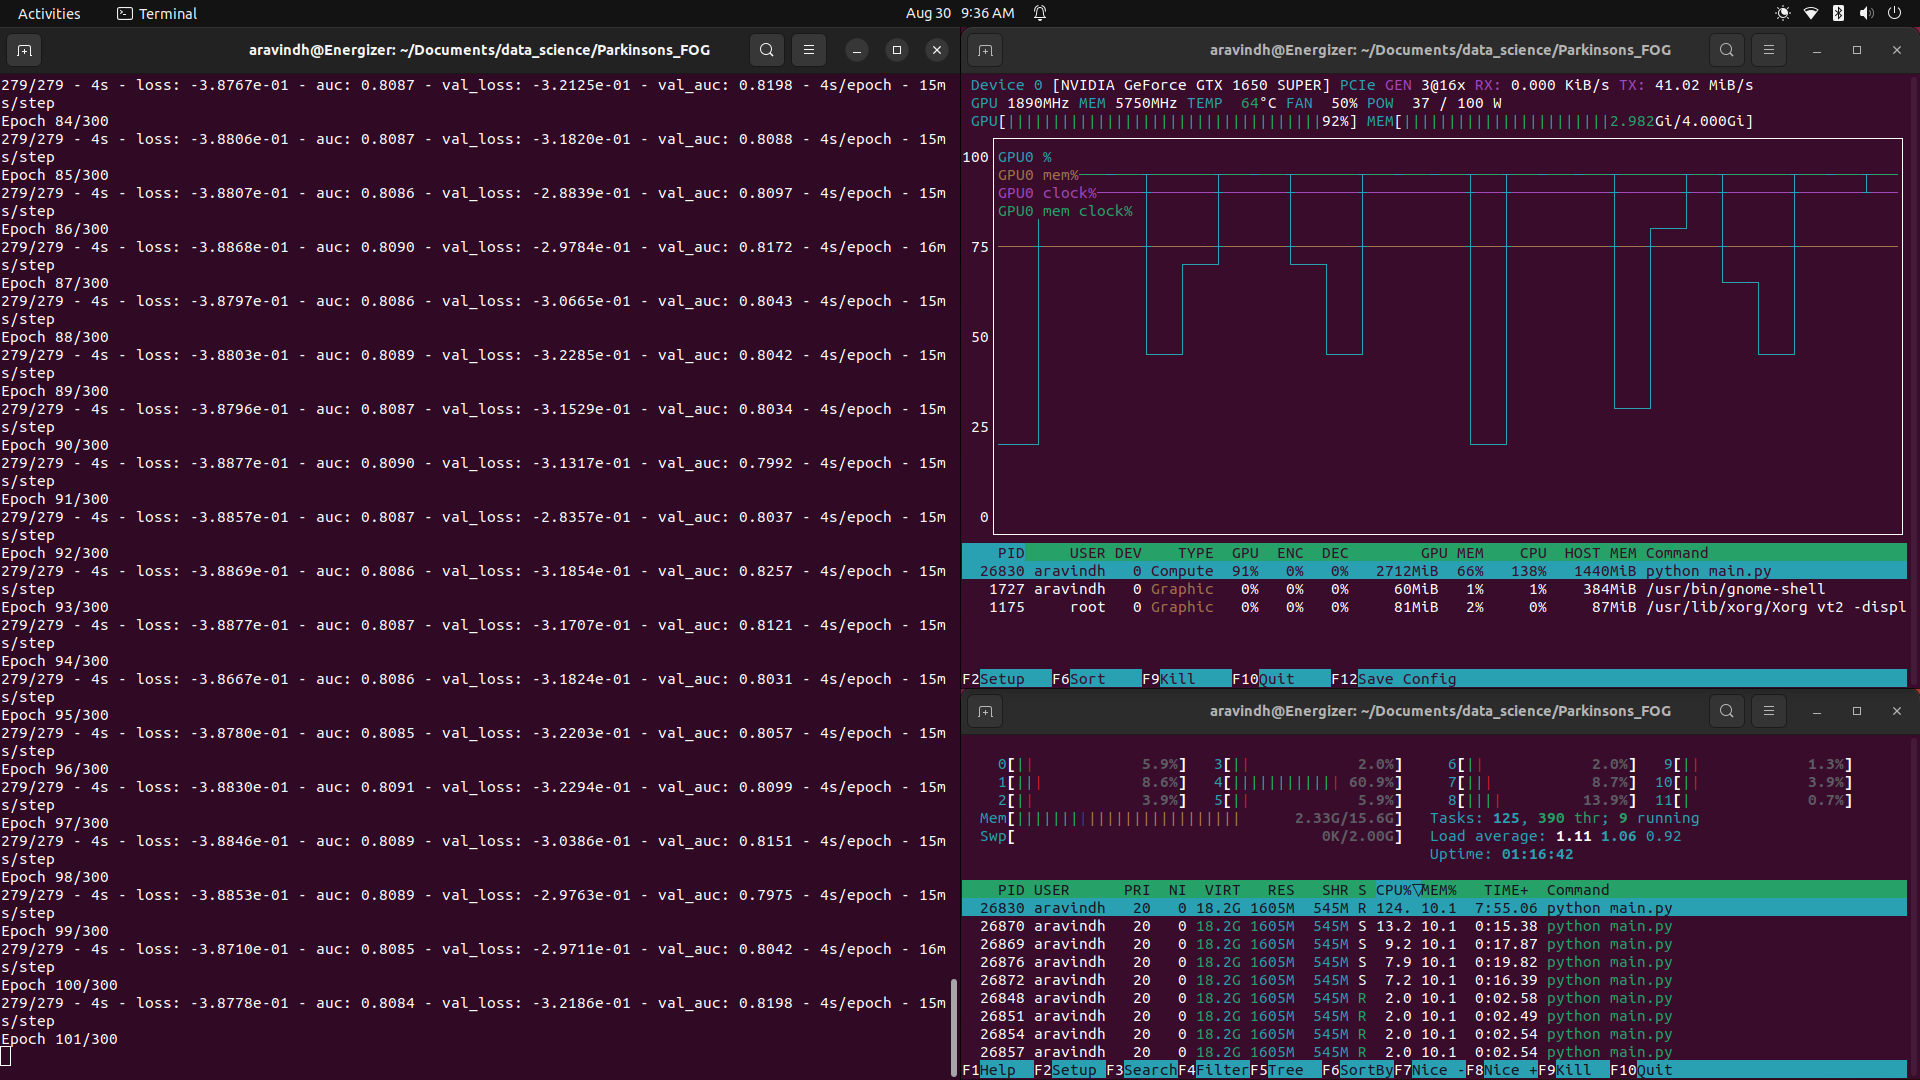 Activities Terminal Aug 30 9:36 AM
aravindh@Energizer: ~/Documents/data_science/Parkinsons_FOG
279/279 - 4s - loss: -3.8767e-01 - auc: 0.8087 - val_loss: -3.2125e-01 - val_auc: 0.8198 - 4s/epoch - 15m
s/step
Epoch 84/300
279/279 - 4s - loss: -3.8806e-01 - auc: 0.8087 - val_loss: -3.1820e-01 - val_auc: 0.8088 - 4s/epoch - 15m
s/step
Epoch 85/300
279/279 - 4s - loss: -3.8807e-01 - auc: 0.8086 - val_loss: -2.8839e-01 - val_auc: 0.8097 - 4s/epoch - 15m
s/step
Epoch 86/300
279/279 - 4s - loss: -3.8868e-01 - auc: 0.8090 - val_loss: -2.9784e-01 - val_auc: 0.8172 - 4s/epoch - 16m
s/step
Epoch 87/300
279/279 - 4s - loss: -3.8797e-01 - auc: 0.8086 - val_loss: -3.0665e-01 - val_auc: 0.8043 - 4s/epoch - 15m
s/step
Epoch 88/300
279/279 - 4s - loss: -3.8803e-01 - auc: 0.8089 - val_loss: -3.2285e-01 - val_auc: 0.8042 - 4s/epoch - 15m
s/step
Epoch 89/300
279/279 - 4s - loss: -3.8796e-01 - auc: 0.8087 - val_loss: -3.1529e-01 - val_auc: 0.8034 - 4s/epoch - 15m
s/step
Epoch 90/300
279/279 - 4s - loss: -3.8877e-01 - auc: 0.8090 - val_loss: -3.1317e-01 - val_auc: 0.7992 - 4s/epoch - 15m
s/step
Epoch 91/300
279/279 - 4s - loss: -3.8857e-01 - auc: 0.8087 - val_loss: -2.8357e-01 - val_auc: 0.8037 - 4s/epoch - 15m
s/step
Epoch 92/300
279/279 - 4s - loss: -3.8869e-01 - auc: 0.8086 - val_loss: -3.1854e-01 - val_auc: 0.8257 - 4s/epoch - 15m
s/step
Epoch 93/300
279/279 - 4s - loss: -3.8877e-01 - auc: 0.8087 - val_loss: -3.1707e-01 - val_auc: 0.8121 - 4s/epoch - 15m
s/step
Epoch 94/300
279/279 - 4s - loss: -3.8667e-01 - auc: 0.8086 - val_loss: -3.1824e-01 - val_auc: 0.8031 - 4s/epoch - 15m
s/step
Epoch 95/300
279/279 - 4s - loss: -3.8780e-01 - auc: 0.8085 - val_loss: -3.2203e-01 - val_auc: 0.8057 - 4s/epoch - 15m
s/step
Epoch 96/300
279/279 - 4s - loss: -3.8830e-01 - auc: 0.8091 - val_loss: -3.2294e-01 - val_auc: 0.8099 - 4s/epoch - 15m
s/step
Epoch 97/300
279/279 - 4s - loss: -3.8846e-01 - auc: 0.8089 - val_loss: -3.0386e-01 - val_auc: 0.8151 - 4s/epoch - 15m
s/step
Epoch 98/300
279/279 - 4s - loss: -3.8853e-01 - auc: 0.8089 - val_loss: -2.9763e-01 - val_auc: 0.7975 - 4s/epoch - 15m
s/step
Epoch 99/300
279/279 - 4s - loss: -3.8710e-01 - auc: 0.8085 - val_loss: -2.9711e-01 - val_auc: 0.8042 - 4s/epoch - 16m
s/step
Epoch 100/300
279/279 - 4s - loss: -3.8778e-01 - auc: 0.8084 - val_loss: -3.2186e-01 - val_auc: 0.8198 - 4s/epoch - 15m
s/step
Epoch 101/300
aravindh@Energizer: ~/Documents/data_science/Parkinsons_FOG
Device 0 [NVIDIA GeForce GTX 1650 SUPER] PCIe GEN 3@16x RX: 0.000 KiB/s TX: 41.02 MiB/s
GPU 1890MHz MEM 5750MHz TEMP 64°C FAN 50% POW 37 / 100 W
GPU[|||||||||||||||||||||||||||||||||||92%] MEM[|||||||||||||||||||||||2.982Gi/4.000Gi]
100 GPU0 %
GPU0 mem%
GPU0 clock%
GPU0 mem clock%
75
50
25
0
PID USER DEV TYPE GPU ENC DEC GPU MEM CPU HOST MEM Command
26830 aravindh 0 Compute 91% 0% 0% 2712MiB 66% 138% 1440MiB python main.py
1727 aravindh 0 Graphic 0% 0% 0% 60MiB 1% 1% 384MiB /usr/bin/gnome-shell
1175 root 0 Graphic 0% 0% 0% 81MiB 2% 0% 87MiB /usr/lib/xorg/Xorg vt2 -displ
F2Setup F6Sort F9Kill F10Quit F12Save Config
aravindh@Energizer: ~/Documents/data_science/Parkinsons_FOG
0[|| 5.9%] 3[|| 2.0%] 6[|| 2.0%] 9[|| 1.3%]
1[||| 8.6%] 4[|||||||||||| 60.9%] 7[||| 8.7%] 10[|| 3.9%]
2[|| 3.9%] 5[|| 5.9%] 8[|||| 13.9%] 11[| 0.7%]
Mem[||||||||||||||||||||||||| 2.33G/15.6G] Tasks: 125, 390 thr; 9 running
Swp[ 0K/2.00G] Load average: 1.11 1.06 0.92
Uptime: 01:16:42
PID USER PRI NI VIRT RES SHR S CPU%▽MEM% TIME+ Command
26830 aravindh 20 0 18.2G 1605M 545M R 124. 10.1 7:55.06 python main.py
26870 aravindh 20 0 18.2G 1605M 545M S 13.2 10.1 0:15.38 python main.py
26869 aravindh 20 0 18.2G 1605M 545M S 9.2 10.1 0:17.87 python main.py
26876 aravindh 20 0 18.2G 1605M 545M S 7.9 10.1 0:19.82 python main.py
26872 aravindh 20 0 18.2G 1605M 545M S 7.2 10.1 0:16.39 python main.py
26848 aravindh 20 0 18.2G 1605M 545M R 2.0 10.1 0:02.58 python main.py
26851 aravindh 20 0 18.2G 1605M 545M R 2.0 10.1 0:02.49 python main.py
26854 aravindh 20 0 18.2G 1605M 545M R 2.0 10.1 0:02.54 python main.py
26857 aravindh 20 0 18.2G 1605M 545M R 2.0 10.1 0:02.54 python main.py
F1Help F2Setup F3SearchF4FilterF5Tree F6SortByF7Nice -F8Nice +F9Kill F10Quit